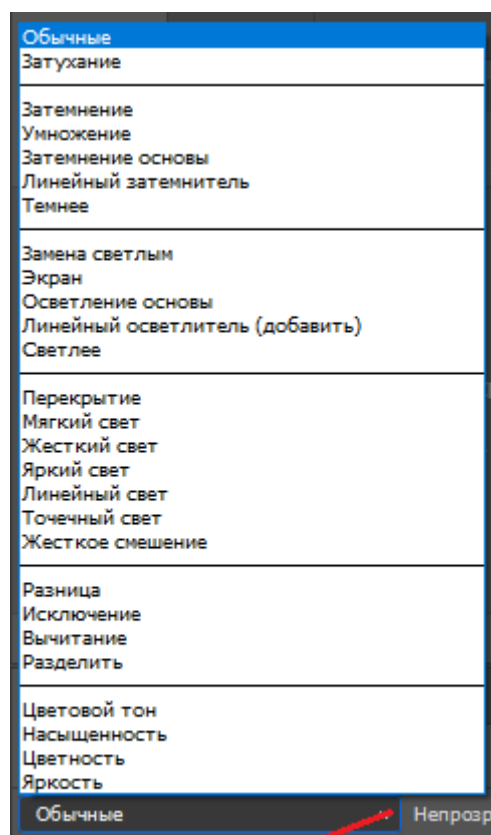 Обычные
Затухание
Затемнение
Умножение
Затемнение основы
Линейный затемнитель
Темнее
Замена светлым
Экран
Осветление основы
Линейный осветлитель (добавить)
Светлее
Перекрытие
Мягкий свет
Жесткий свет
Яркий свет
Линейный свет
Точечный свет
Жесткое смешение
Разница
Исключение
Вычитание
Разделить
Цветовой тон
Насыщенность
Цветность
Яркость
Обычные Непрозр